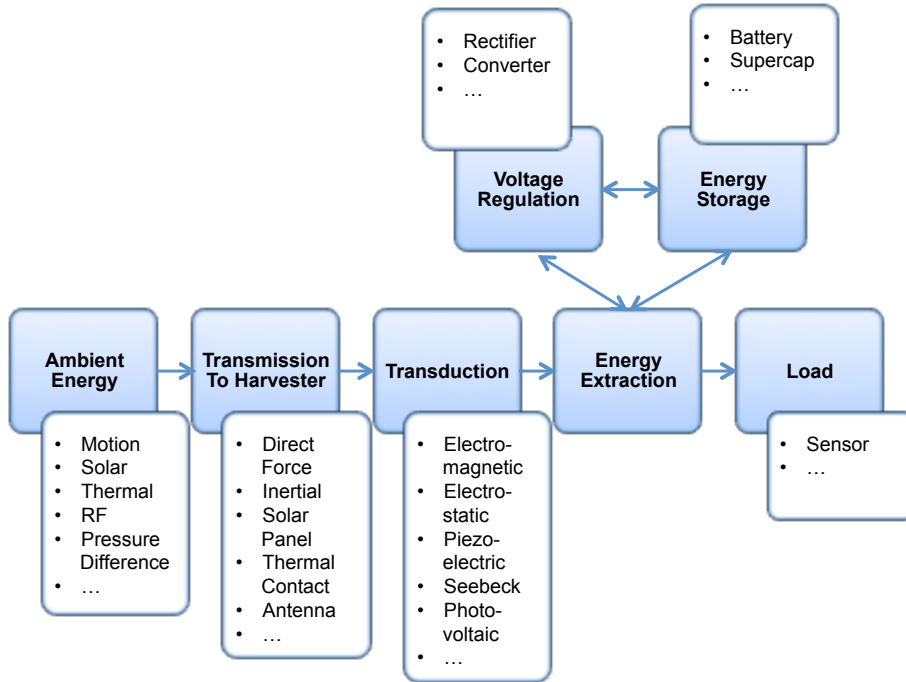 • Rectifier
• Converter
• …
Voltage
Regulation
• Battery
• Supercap
• …
Energy
Storage
Ambient
Energy
• Motion
• Solar
• Thermal
• RF
• Pressure
Difference
• …
Transmission
To Harvester
• Direct
Force
• Inertial
• Solar
Panel
• Thermal
Contact
• Antenna
• …
Transduction
• Electro-
magnetic
• Electro-
static
• Piezo-
electric
• Seebeck
• Photo-
voltaic
• …
Energy
Extraction
Load
• Sensor
• …